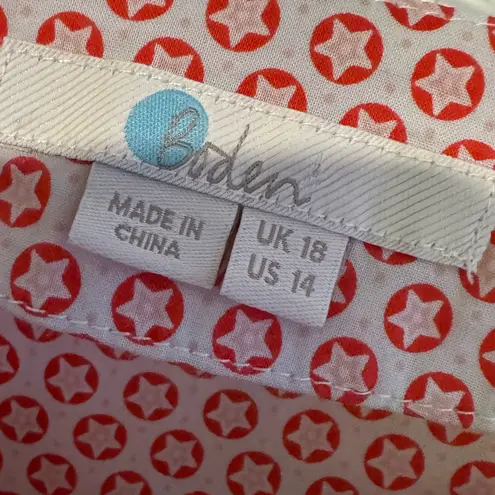 Boden
MADE IN
CHINA
UK 18
US 14